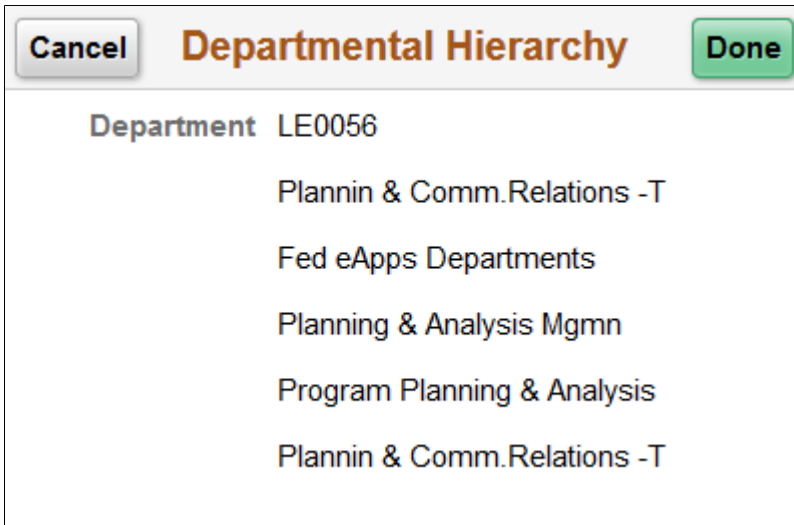 Cancel Departmental Hierarchy Done
Department LE0056
Plannin & Comm.Relations -T
Fed eApps Departments
Planning & Analysis Mgmn
Program Planning & Analysis
Plannin & Comm.Relations -T